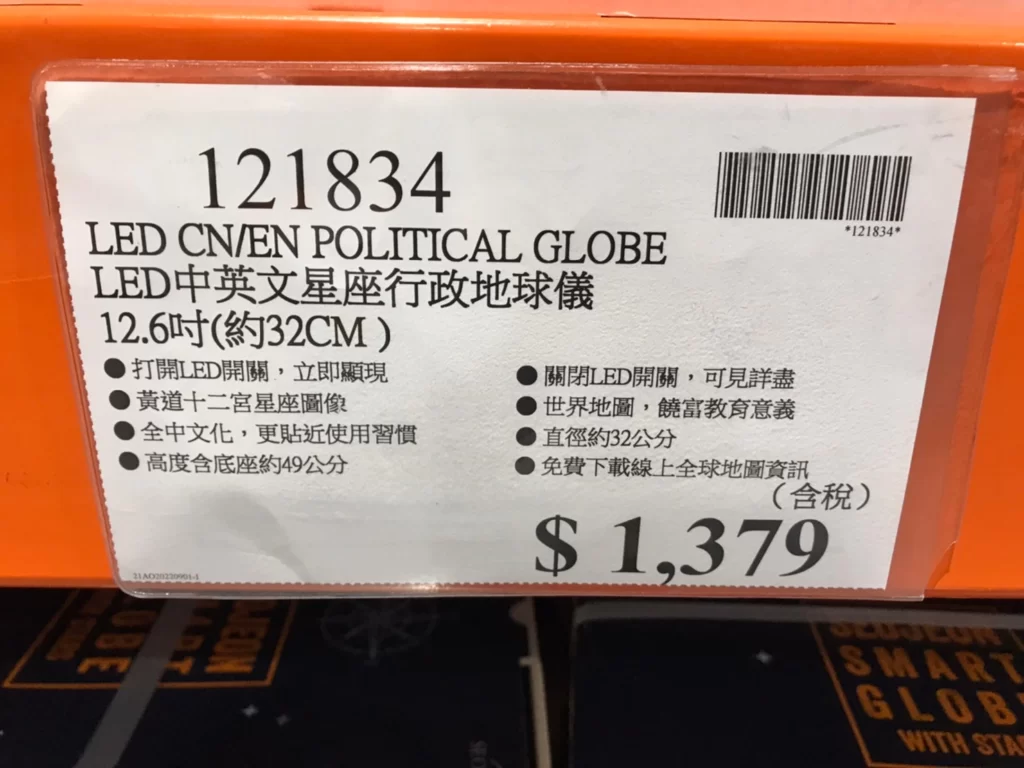 121834
*121834*
LED CN/EN POLITICAL GLOBE
LED中英文星座行政地球儀
12.6吋(約32CM )
●打開LED開關，立即顯現
●黃道十二宮星座圖像
●全中文化，更貼近使用習慣
●高度含底座約49公分
●關閉LED開關，可見詳盡
●世界地圖，饒富教育意義
●直徑約32公分
●免費下載線上全球地圖資訊
（含稅）
$ 1,379
SMART
GLOB
WITH STA